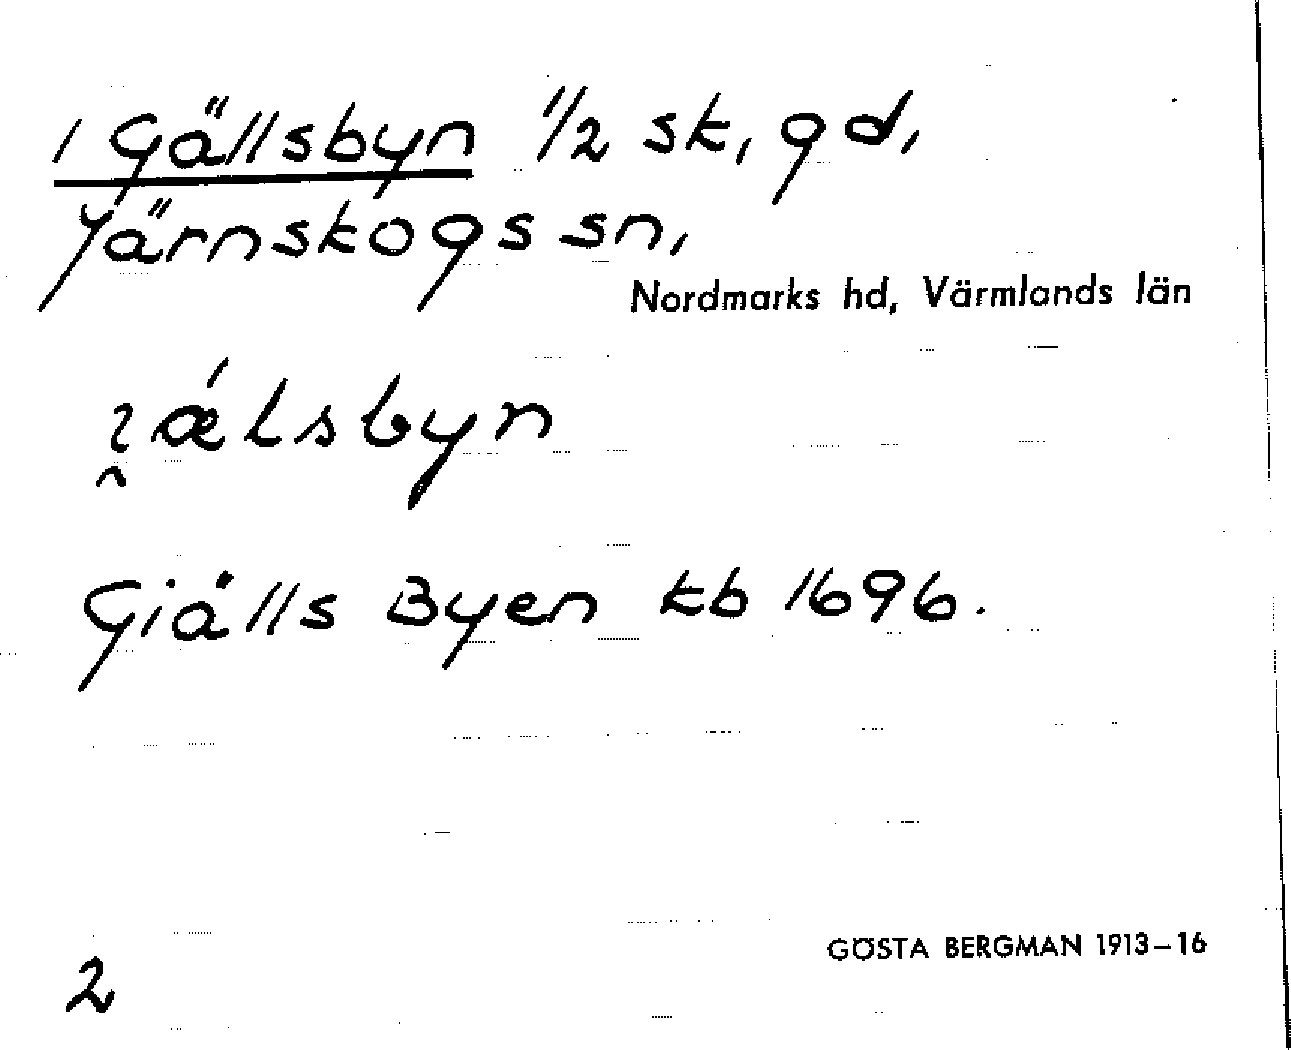 1 Gällsbyn 1/2 sk, gd,
Järnskogs sn,
Nordmarks hd, Värmlands län
Giälls Byen kb 1696.
GÖSTA BERGMAN 1913–16
2